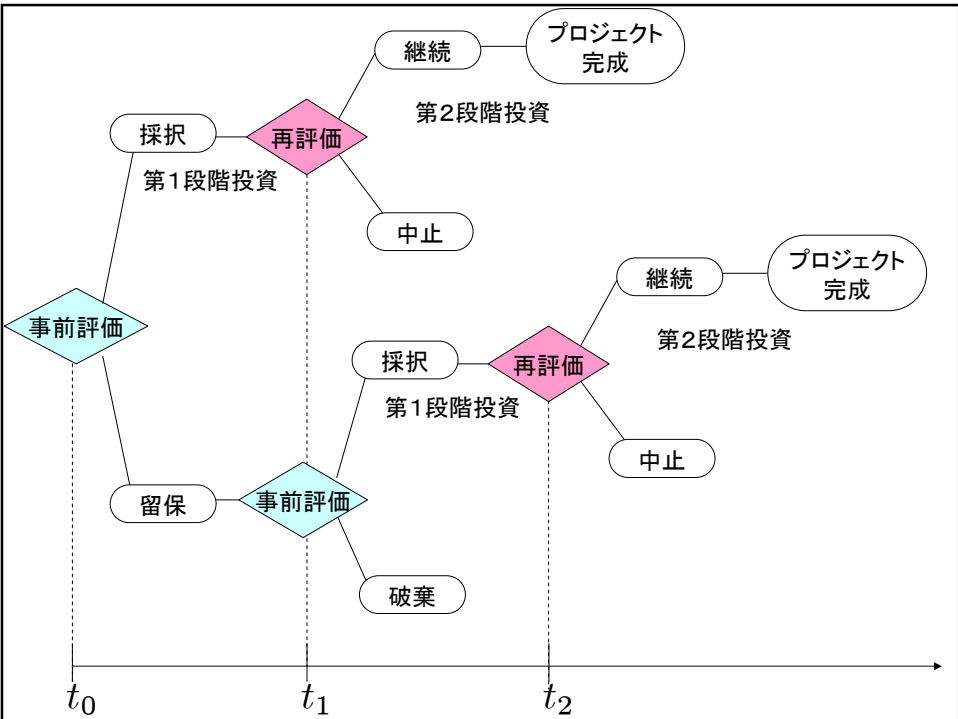 プロジェクト
完成
継続
第2段階投資
採択
再評価
第1段階投資
中止
プロジェクト
完成
継続
事前評価
第2段階投資
採択
再評価
第1段階投資
中止
留保
事前評価
破棄
t0
t1
t2